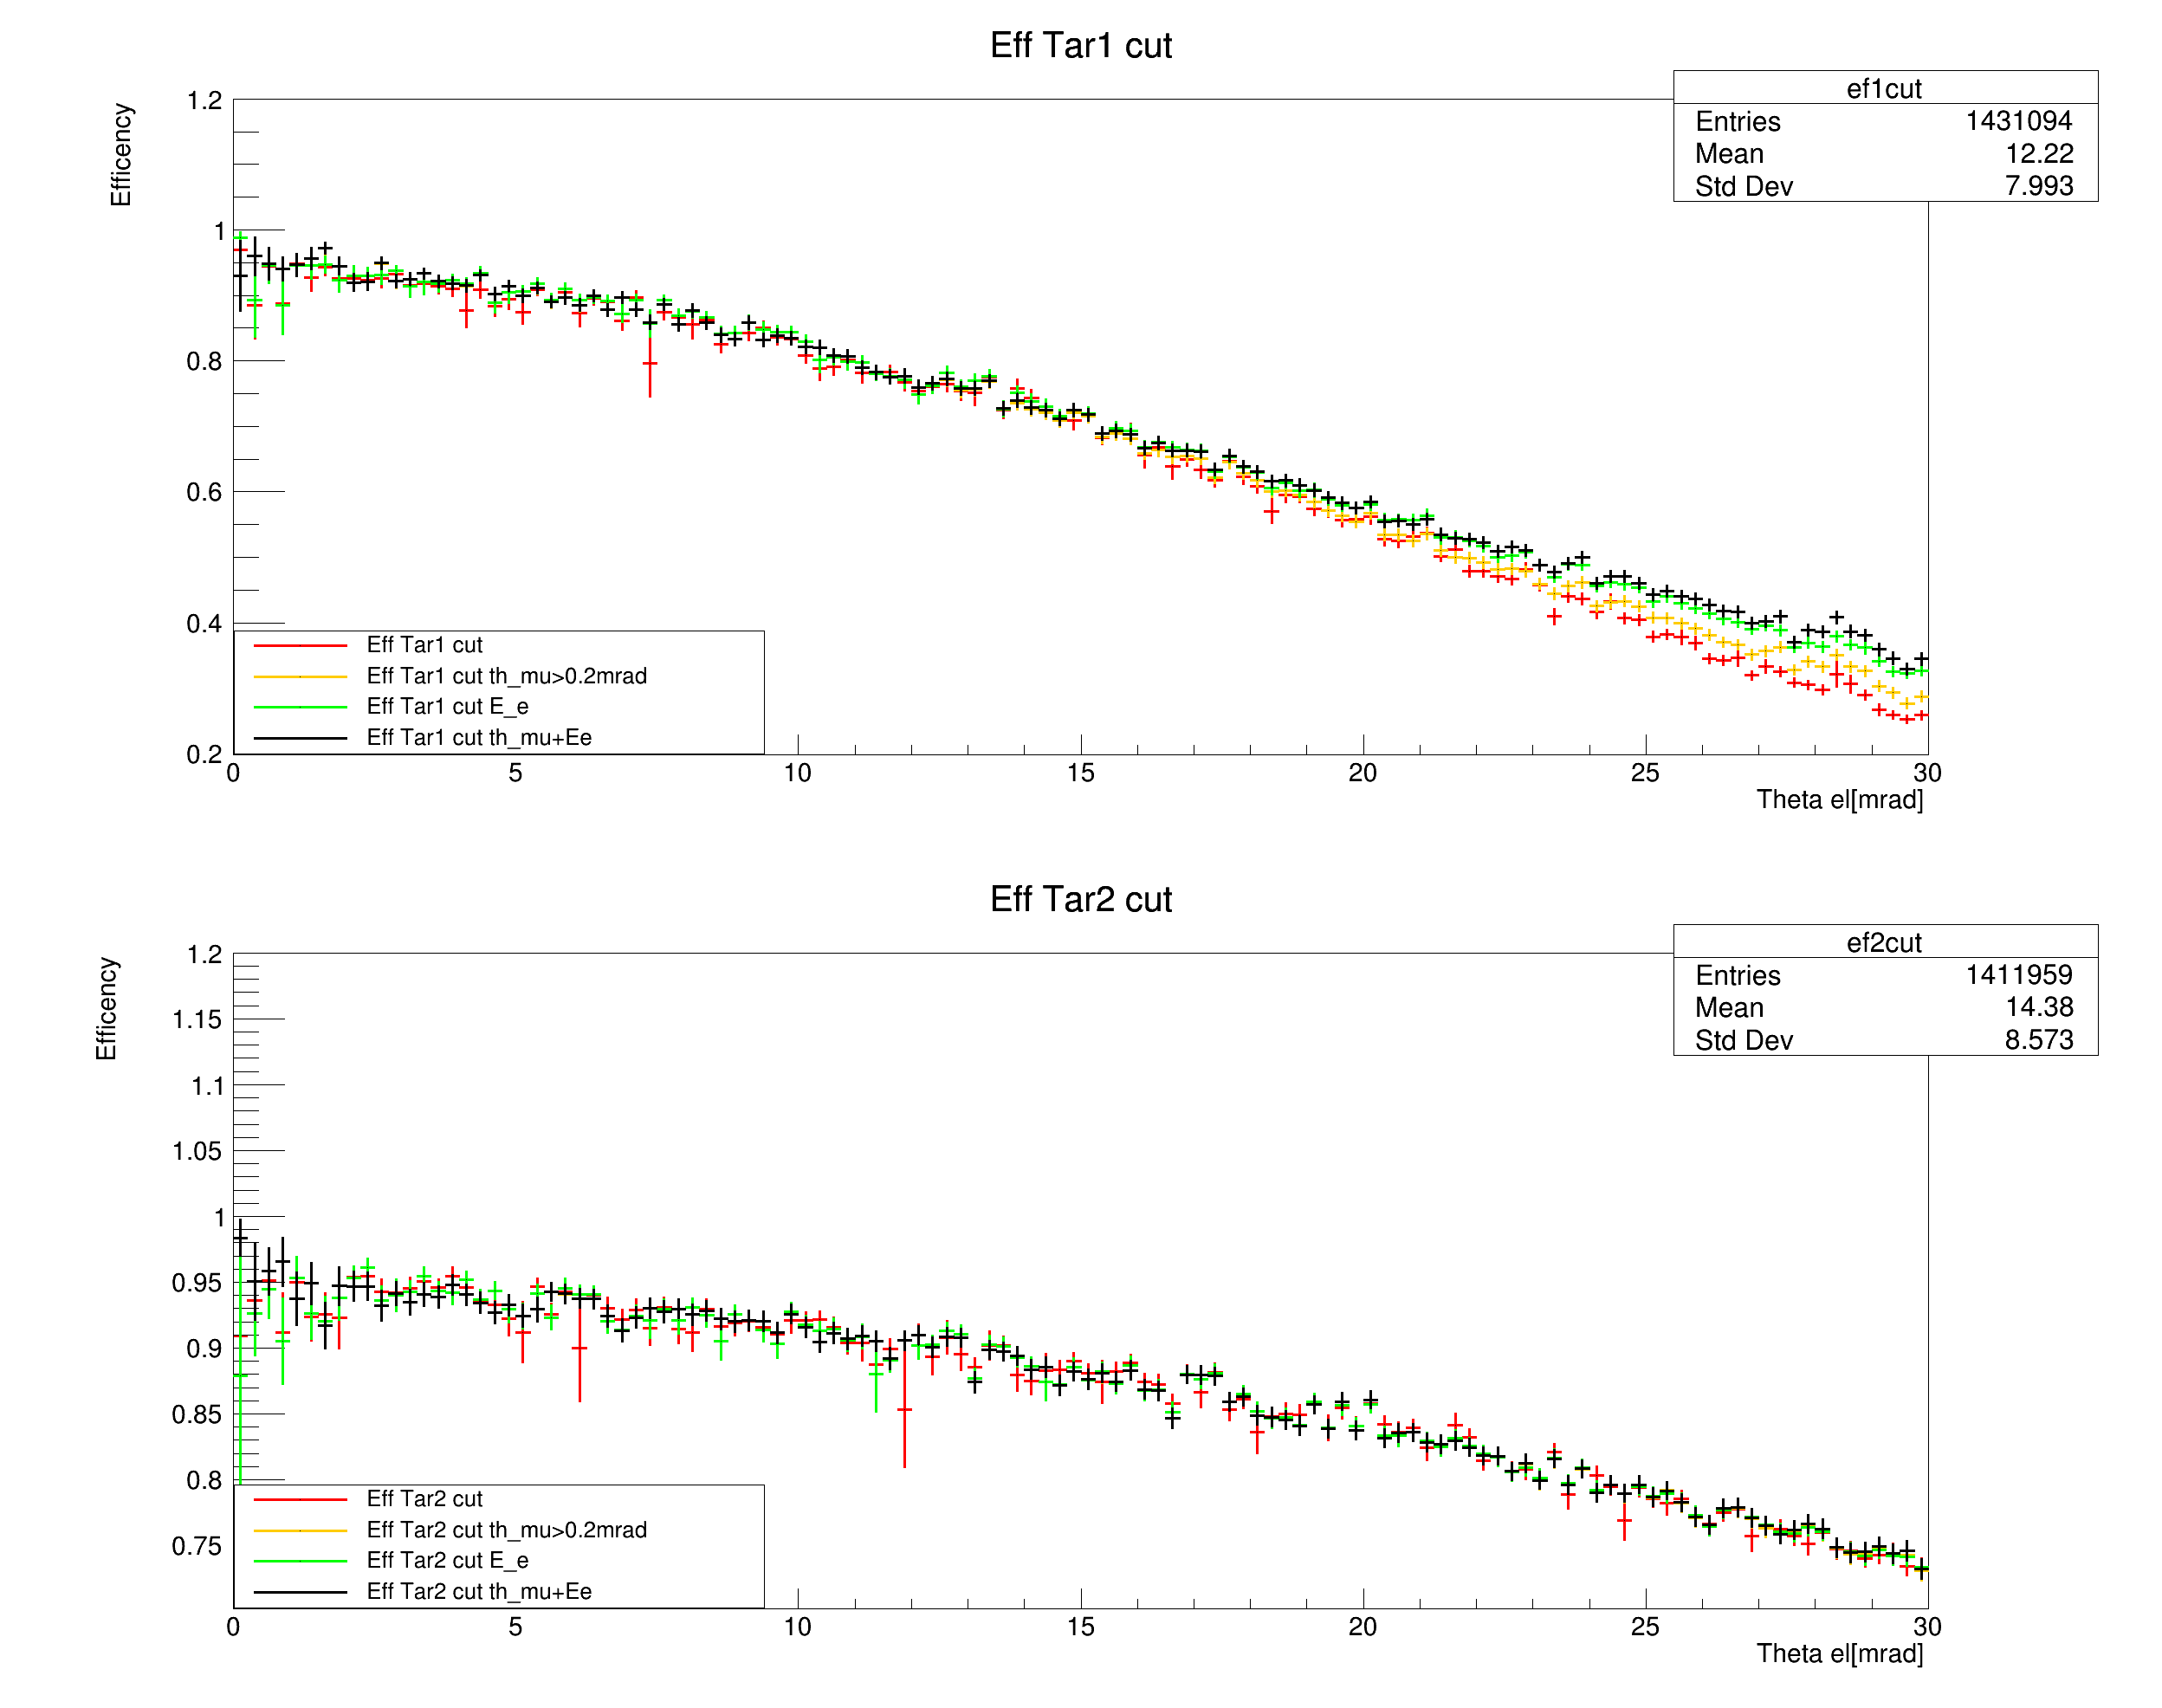 Eff Tar1 cut
ef1cut
Entries 1431094
Mean 12.22
Std Dev 7.993
Efficency
1.2
1
0.8
0.6
0.4
0.2
Eff Tar1 cut
Eff Tar1 cut th_mu>0.2mrad
Eff Tar1 cut E_e
Eff Tar1 cut th_mu+Ee
0 5 10 15 20 25 30
Theta el[mrad]
Eff Tar2 cut
ef2cut
Entries 1411959
Mean 14.38
Std Dev 8.573
Efficency
1.2
1.15
1.1
1.05
1
0.95
0.9
0.85
0.8
0.75
Eff Tar2 cut
Eff Tar2 cut th_mu>0.2mrad
Eff Tar2 cut E_e
Eff Tar2 cut th_mu+Ee
0 5 10 15 20 25 30
Theta el[mrad]